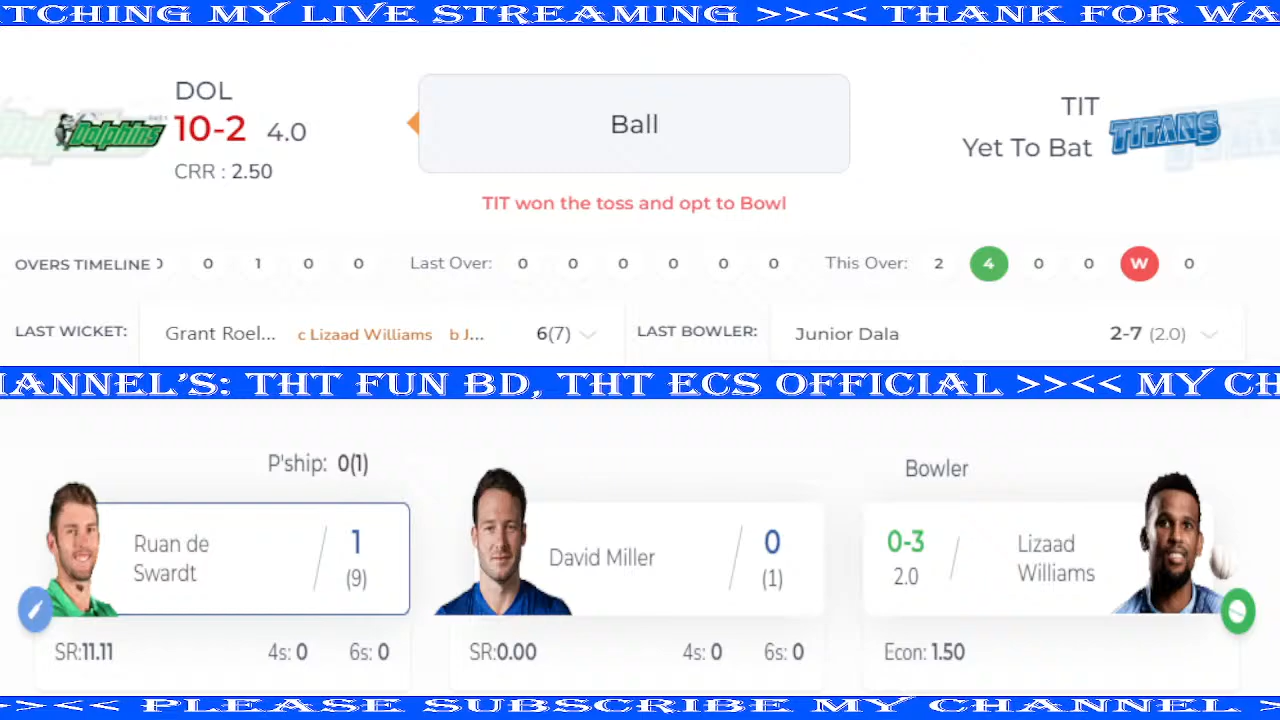 TCHING MY LIVE STREAMING >><< THANK FOR WA
DOL
Dolphins 10-2 4.0
CRR : 2.50
Ball
TIT
Yet To Bat TITANS
TIT won the toss and opt to Bowl
OVERS TIMELINE 0 0 1 0 0 Last Over: 0 0 0 0 0 0 This Over: 2 4 0 0 W 0
LAST WICKET: Grant Roel... c Lizaad Williams b J... 6(7) LAST BOWLER: Junior Dala 2-7 (2.0)
HANNEL'S: THT FUN BD, THT ECS OFFICIAL >><< MY CH
P'ship: 0(1)
Ruan de Swardt 1 (9)
SR:11.11 4s: 0 6s: 0
David Miller 0 (1)
SR:0.00 4s: 0 6s: 0
Bowler
0-3 2.0 Lizaad Williams
Econ: 1.50
><< PLEASE SUBSCRIBE MY CHANNEL >